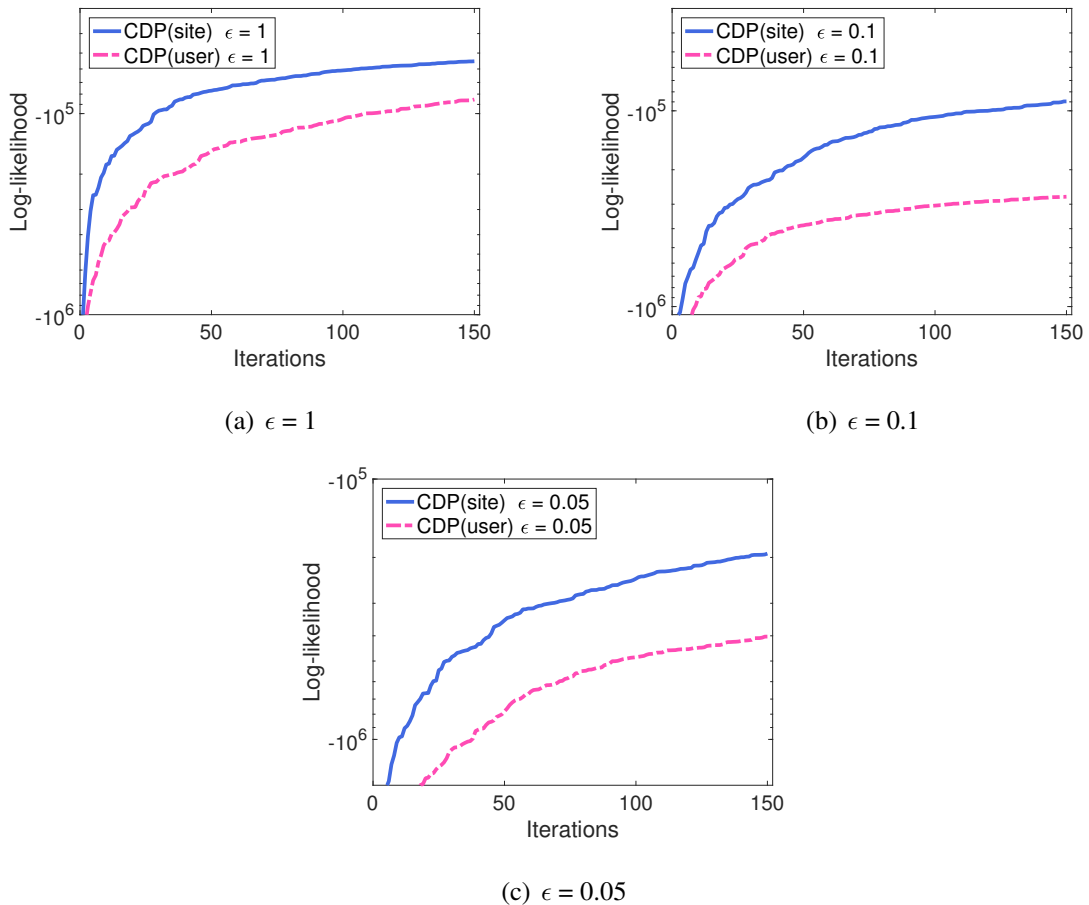 CDP(site) ϵ = 1
CDP(user) ϵ = 1
-10^5
-10^6
Log-likelihood
0 50 100 150
Iterations
(a) ϵ = 1
CDP(site) ϵ = 0.1
CDP(user) ϵ = 0.1
-10^5
-10^6
Log-likelihood
0 50 100 150
Iterations
(b) ϵ = 0.1
-10^5
CDP(site) ϵ = 0.05
CDP(user) ϵ = 0.05
-10^6
Log-likelihood
0 50 100 150
Iterations
(c) ϵ = 0.05